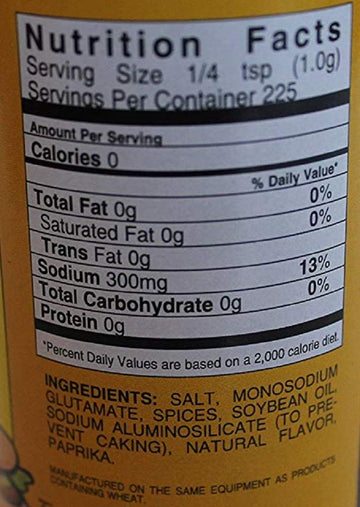 Nutrition Facts
Serving Size 1/4 tsp (1.0g)
Servings Per Container 225
Amount Per Serving
Calories 0
% Daily Value*
Total Fat 0g 0%
Saturated Fat 0g 0%
Trans Fat 0g
Sodium 300mg 13%
Total Carbohydrate 0g 0%
Protein 0g
*Percent Daily Values are based on a 2,000 calorie diet.
INGREDIENTS: SALT, MONOSODIUM
GLUTAMATE, SPICES, SOYBEAN OIL,
SODIUM ALUMINOSILICATE (TO PRE-
VENT CAKING), NATURAL FLAVOR,
PAPRIKA.
MANUFACTURED ON THE SAME EQUIPMENT AS PRODUCTS
CONTAINING WHEAT.